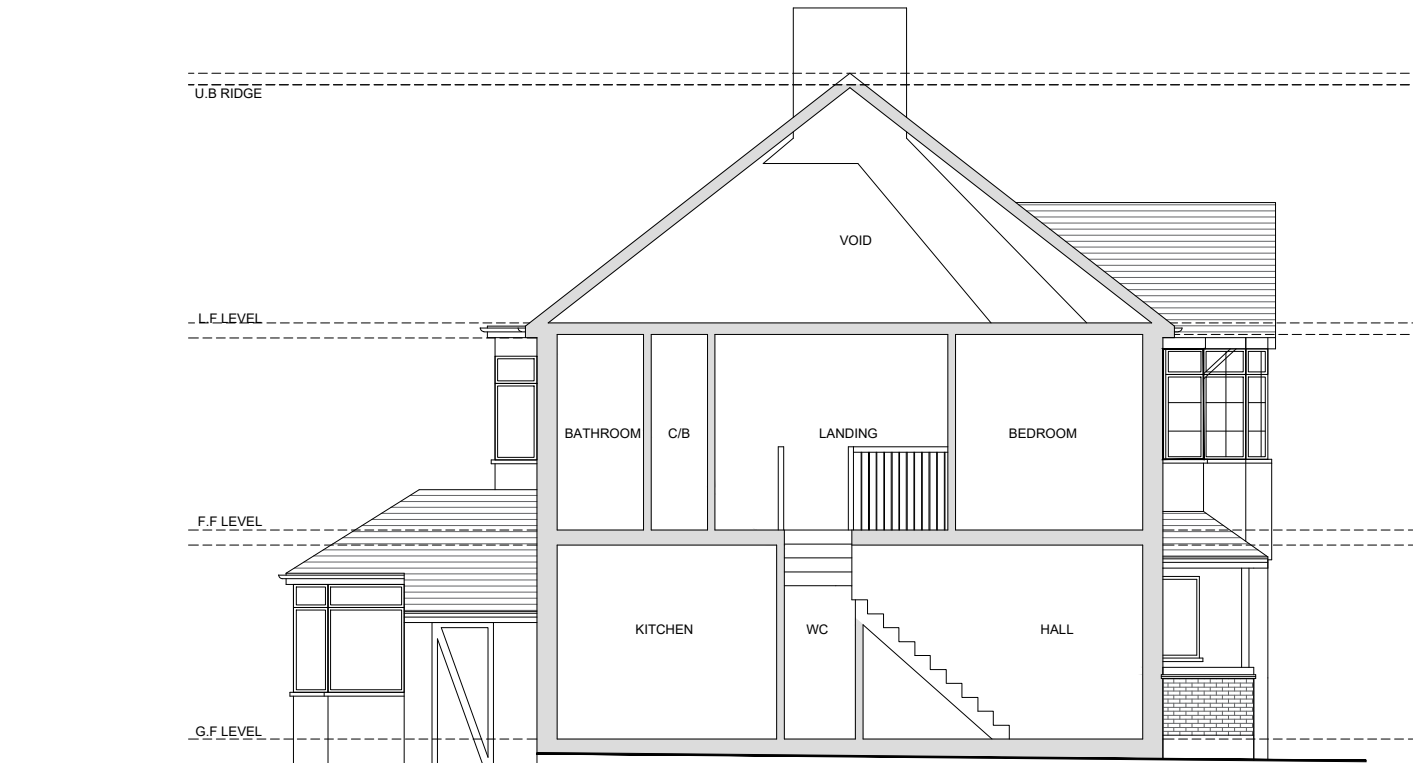 U.B RIDGE
VOID
L.F LEVEL
BATHROOM
C/B
LANDING
BEDROOM
F.F LEVEL
KITCHEN
WC
HALL
G.F LEVEL